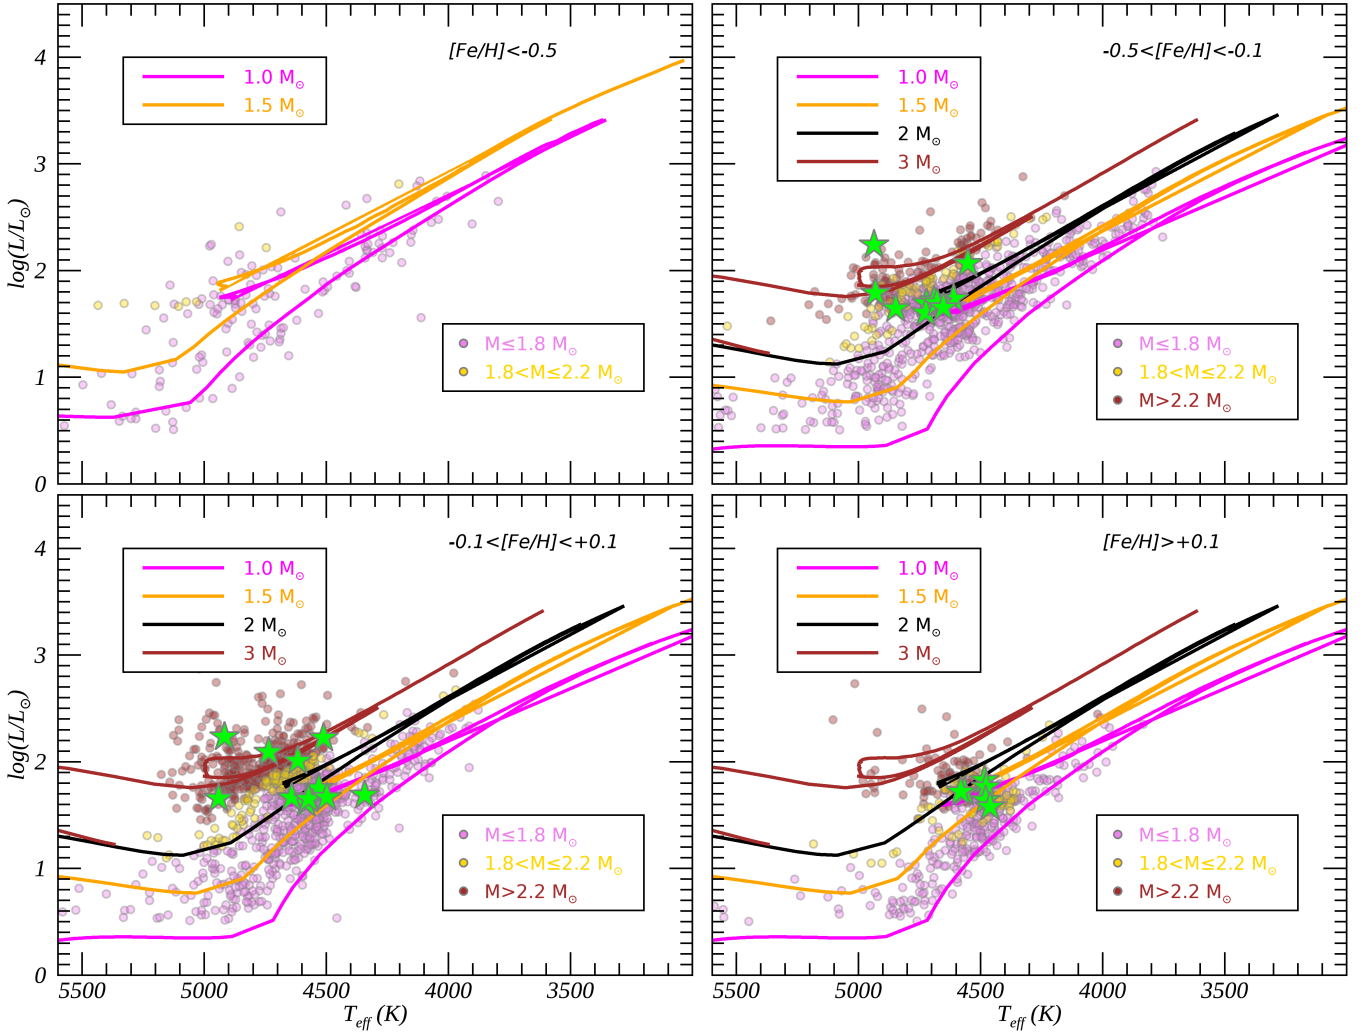 [Fe/H]<-0.5
1.0 M⊙
1.5 M⊙
M≤1.8 M⊙
1.8<M≤2.2 M⊙
4
3
2
1
0
log(L/L⊙)
-0.5<[Fe/H]<-0.1
1.0 M⊙
1.5 M⊙
2 M⊙
3 M⊙
M≤1.8 M⊙
1.8<M≤2.2 M⊙
M>2.2 M⊙
-0.1<[Fe/H]<+0.1
1.0 M⊙
1.5 M⊙
2 M⊙
3 M⊙
M≤1.8 M⊙
1.8<M≤2.2 M⊙
M>2.2 M⊙
4
3
2
1
0
log(L/L⊙)
5500 5000 4500 4000 3500
Teff (K)
[Fe/H]>+0.1
1.0 M⊙
1.5 M⊙
2 M⊙
3 M⊙
M≤1.8 M⊙
1.8<M≤2.2 M⊙
M>2.2 M⊙
5500 5000 4500 4000 3500
Teff (K)